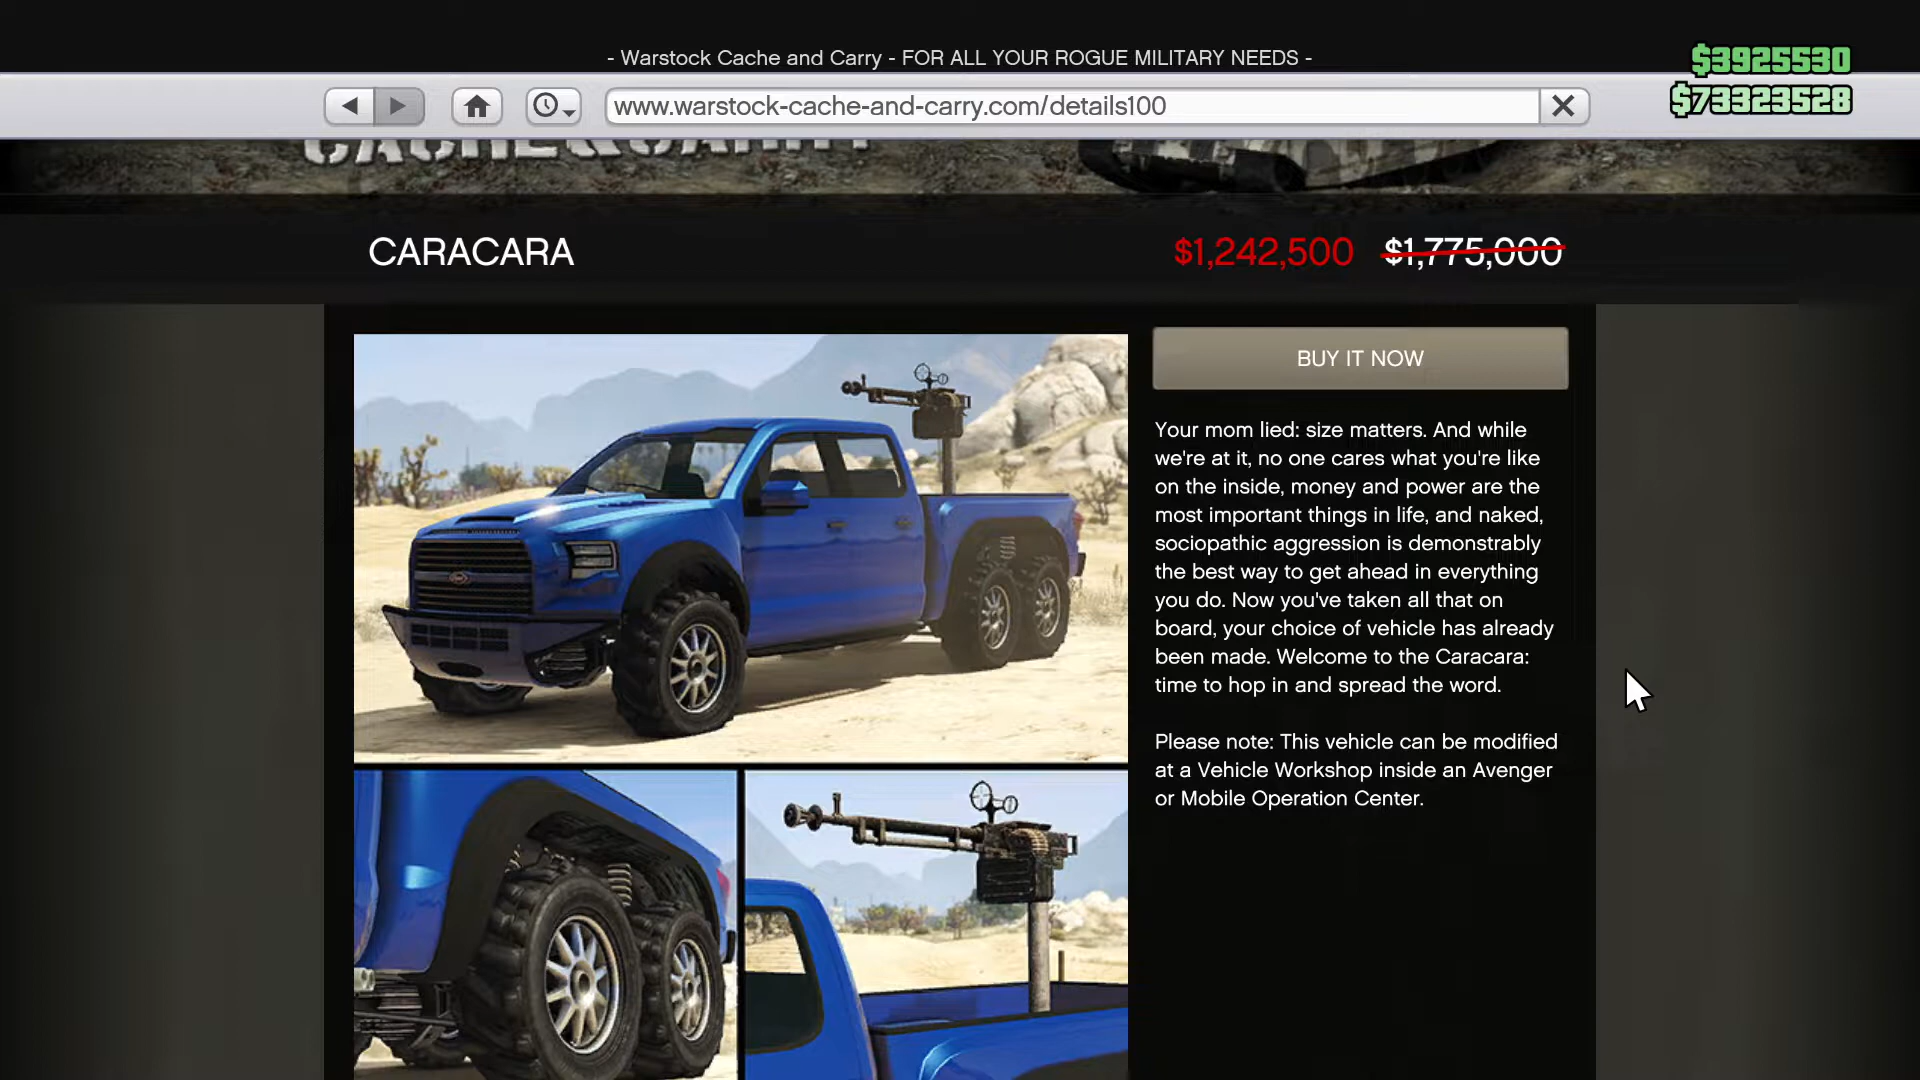 - Warstock Cache and Carry - FOR ALL YOUR ROGUE MILITARY NEEDS -
$3925530
www.warstock-cache-and-carry.com/details100
$73323528
CACHE & CARRY
CARACARA
$1,242,500 $1,775,000
BUY IT NOW
Your mom lied: size matters. And while
we're at it, no one cares what you're like
on the inside, money and power are the
most important things in life, and naked,
sociopathic aggression is demonstrably
the best way to get ahead in everything
you do. Now you've taken all that on
board, your choice of vehicle has already
been made. Welcome to the Caracara:
time to hop in and spread the word.
Please note: This vehicle can be modified
at a Vehicle Workshop inside an Avenger
or Mobile Operation Center.